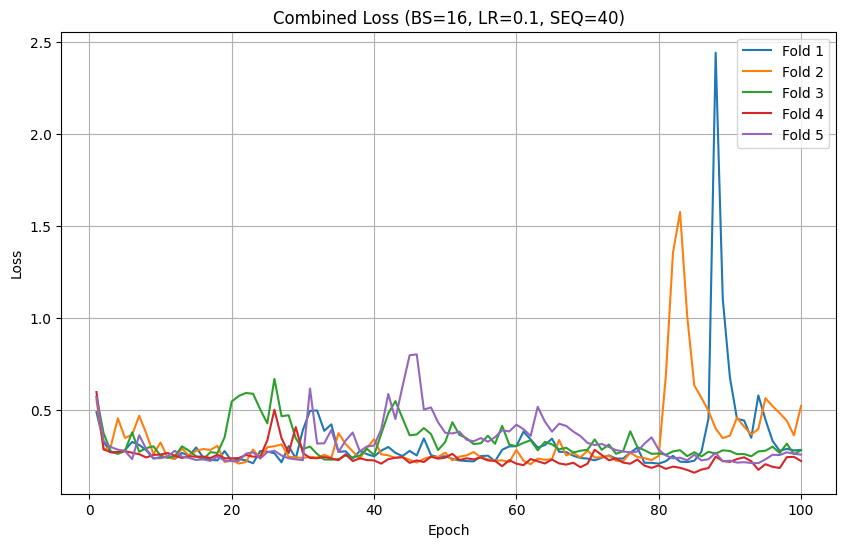 Combined Loss (BS=16, LR=0.1, SEQ=40)
2.5
2.0
1.5
1.0
0.5
Loss
0
20
40
60
80
100
Epoch
Fold 1
Fold 2
Fold 3
Fold 4
Fold 5